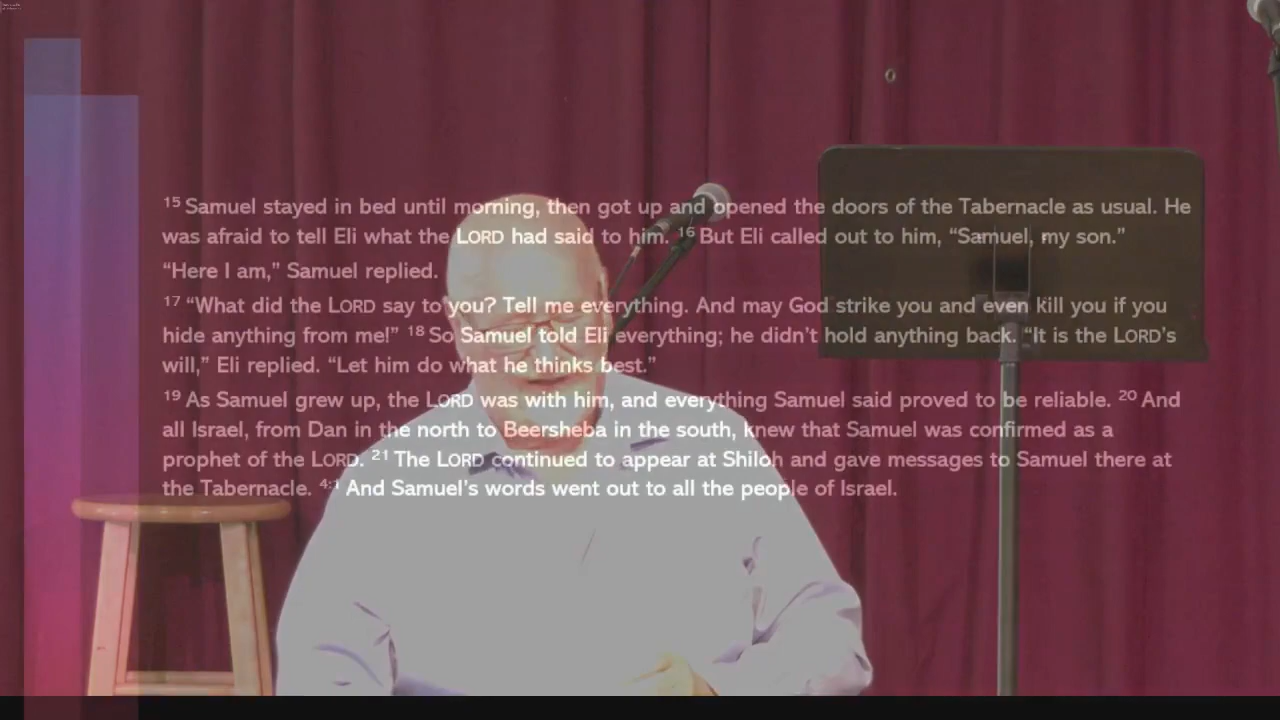 15 Samuel stayed in bed until morning, then got up and opened the doors of the Tabernacle as usual. He
was afraid to tell Eli what the LORD had said to him. 16 But Eli called out to him, “Samuel, my son.”
“Here I am,” Samuel replied.
17 “What did the LORD say to you? Tell me everything. And may God strike you and even kill you if you
hide anything from me!” 18 So Samuel told Eli everything; he didn’t hold anything back. “It is the LORD’s
will,” Eli replied. “Let him do what he thinks best.”
19 As Samuel grew up, the LORD was with him, and everything Samuel said proved to be reliable. 20 And
all Israel, from Dan in the north to Beersheba in the south, knew that Samuel was confirmed as a
prophet of the LORD. 21 The LORD continued to appear at Shiloh and gave messages to Samuel there at
the Tabernacle. 4:1 And Samuel’s words went out to all the people of Israel.